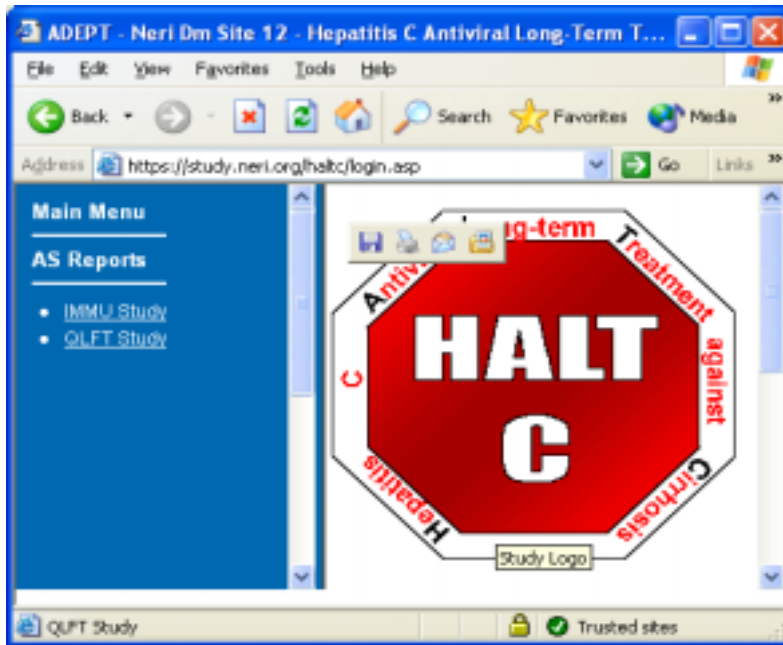 ADEPT - Neri Dm Site 12 - Hepatitis C Antiviral Long-Term T...
File Edit View Favorites Tools Help
Back Search Favorites Media »
Address https://study.neri.org/haltc/login.asp Go Links »
Main Menu
AS Reports
• IMMU Study
• QLFT Study
Hepatitis
C
Antiv
ng-term
Treatment
against
Cirrhosis
HALT
C
Study Logo
QLFT Study Trusted sites